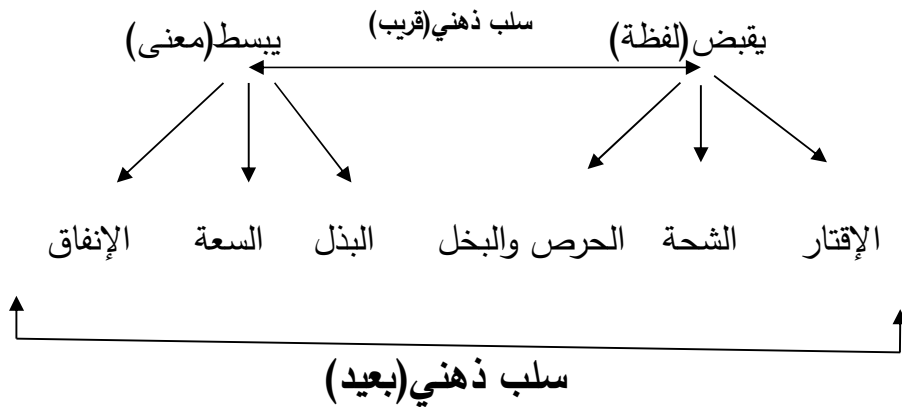 سلب ذهني(قريب)
يقبض(لفظة) يبسط(معنى)
الإقتار الشحة الحرص والبخل البذل السعة الإنفاق
سلب ذهني(بعيد)